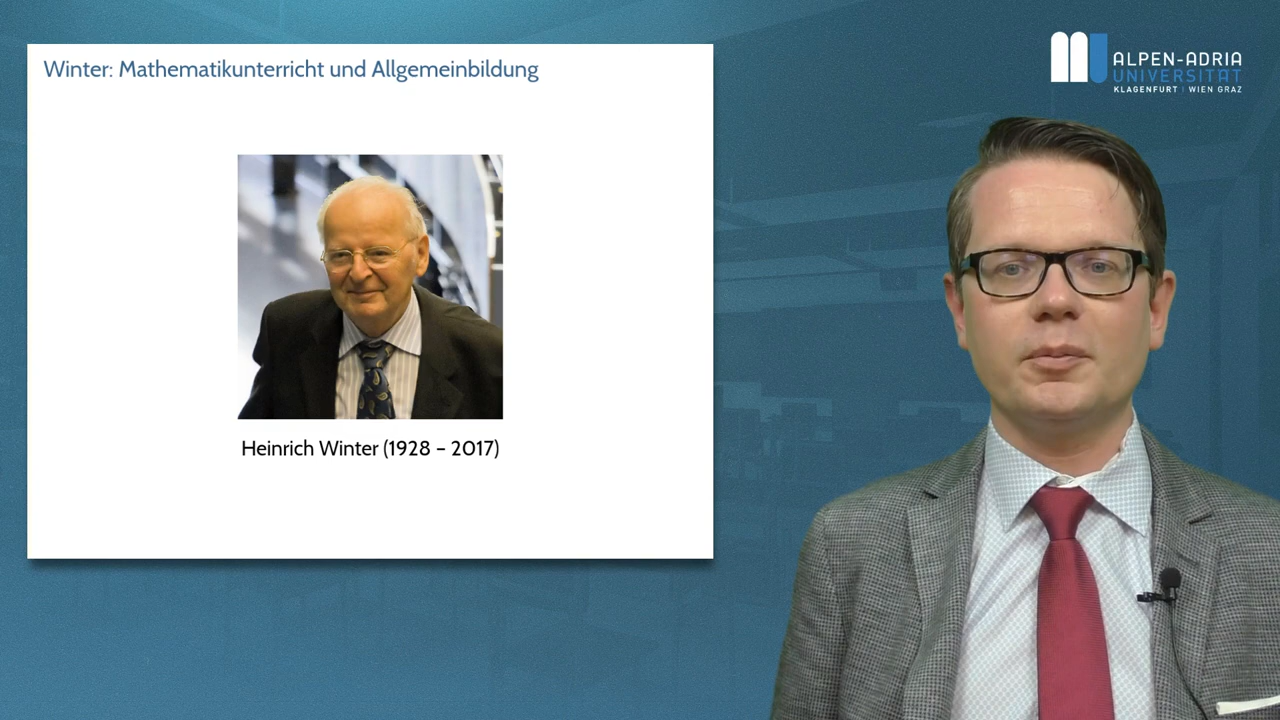 Winter: Mathematikunterricht und Allgemeinbildung
Heinrich Winter (1928 – 2017)
ALPEN-ADRIA
UNIVERSITÄT
KLAGENFURT | WIEN GRAZ